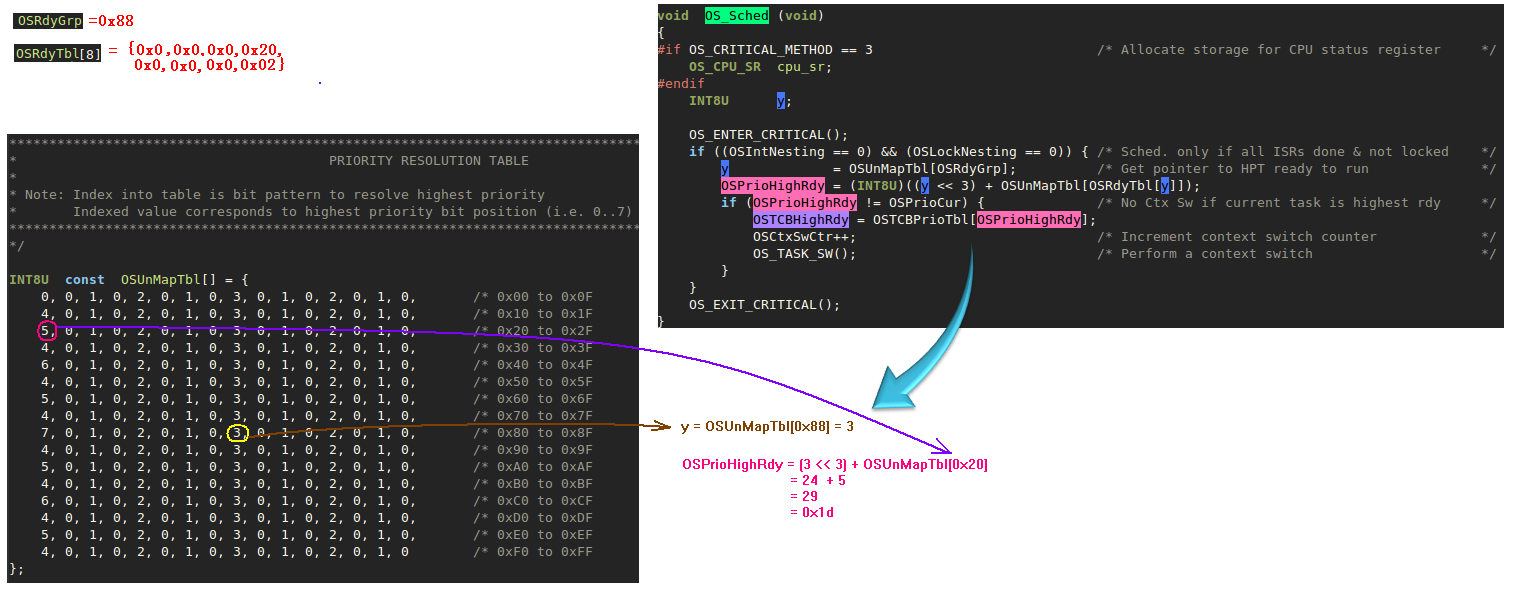 OSRdyGrp =0x88
OSRdyTbl[8] = {0x0,0x0.0x0,0x20,
0x0,0x0,0x0,0x02}
********************************************************************************
* PRIORITY RESOLUTION TABLE
*
* Note: Index into table is bit pattern to resolve highest priority
* Indexed value corresponds to highest priority bit position (i.e. 0..7)
********************************************************************************
*/
INT8U const OSUnMapTbl[] = {
0, 0, 1, 0, 2, 0, 1, 0, 3, 0, 1, 0, 2, 0, 1, 0, /* 0x00 to 0x0F
4, 0, 1, 0, 2, 0, 1, 0, 3, 0, 1, 0, 2, 0, 1, 0, /* 0x10 to 0x1F
5, 0, 1, 0, 2, 0, 1, 0, 3, 0, 1, 0, 2, 0, 1, 0, /* 0x20 to 0x2F
4, 0, 1, 0, 2, 0, 1, 0, 3, 0, 1, 0, 2, 0, 1, 0, /* 0x30 to 0x3F
6, 0, 1, 0, 2, 0, 1, 0, 3, 0, 1, 0, 2, 0, 1, 0, /* 0x40 to 0x4F
4, 0, 1, 0, 2, 0, 1, 0, 3, 0, 1, 0, 2, 0, 1, 0, /* 0x50 to 0x5F
5, 0, 1, 0, 2, 0, 1, 0, 3, 0, 1, 0, 2, 0, 1, 0, /* 0x60 to 0x6F
4, 0, 1, 0, 2, 0, 1, 0, 3, 0, 1, 0, 2, 0, 1, 0, /* 0x70 to 0x7F
7, 0, 1, 0, 2, 0, 1, 0, 3, 0, 1, 0, 2, 0, 1, 0, /* 0x80 to 0x8F
4, 0, 1, 0, 2, 0, 1, 0, 3, 0, 1, 0, 2, 0, 1, 0, /* 0x90 to 0x9F
5, 0, 1, 0, 2, 0, 1, 0, 3, 0, 1, 0, 2, 0, 1, 0, /* 0xA0 to 0xAF
4, 0, 1, 0, 2, 0, 1, 0, 3, 0, 1, 0, 2, 0, 1, 0, /* 0xB0 to 0xBF
6, 0, 1, 0, 2, 0, 1, 0, 3, 0, 1, 0, 2, 0, 1, 0, /* 0xC0 to 0xCF
4, 0, 1, 0, 2, 0, 1, 0, 3, 0, 1, 0, 2, 0, 1, 0, /* 0xD0 to 0xDF
5, 0, 1, 0, 2, 0, 1, 0, 3, 0, 1, 0, 2, 0, 1, 0, /* 0xE0 to 0xEF
4, 0, 1, 0, 2, 0, 1, 0, 3, 0, 1, 0, 2, 0, 1, 0 /* 0xF0 to 0xFF
};
void OS_Sched (void)
{
#if OS_CRITICAL_METHOD == 3 /* Allocate storage for CPU status register */
OS_CPU_SR cpu_sr;
#endif
INT8U y;
OS_ENTER_CRITICAL();
if ((OSIntNesting == 0) && (OSLockNesting == 0)) { /* Sched. only if all ISRs done & not locked */
y = OSUnMapTbl[OSRdyGrp]; /* Get pointer to HPT ready to run */
OSPrioHighRdy = (INT8U)((y << 3) + OSUnMapTbl[OSRdyTbl[y]]);
if (OSPrioHighRdy != OSPrioCur) { /* No Ctx Sw if current task is highest rdy */
OSTCBHighRdy = OSTCBPrioTbl[OSPrioHighRdy];
OSCtxSwCtr++; /* Increment context switch counter */
OS_TASK_SW(); /* Perform a context switch */
}
}
OS_EXIT_CRITICAL();
}
y = OSUnMapTbl[0x88] = 3
OSPrioHighRdy = (3 << 3) + OSUnMapTbl[0x20]
= 24 + 5
= 29
= 0x1d